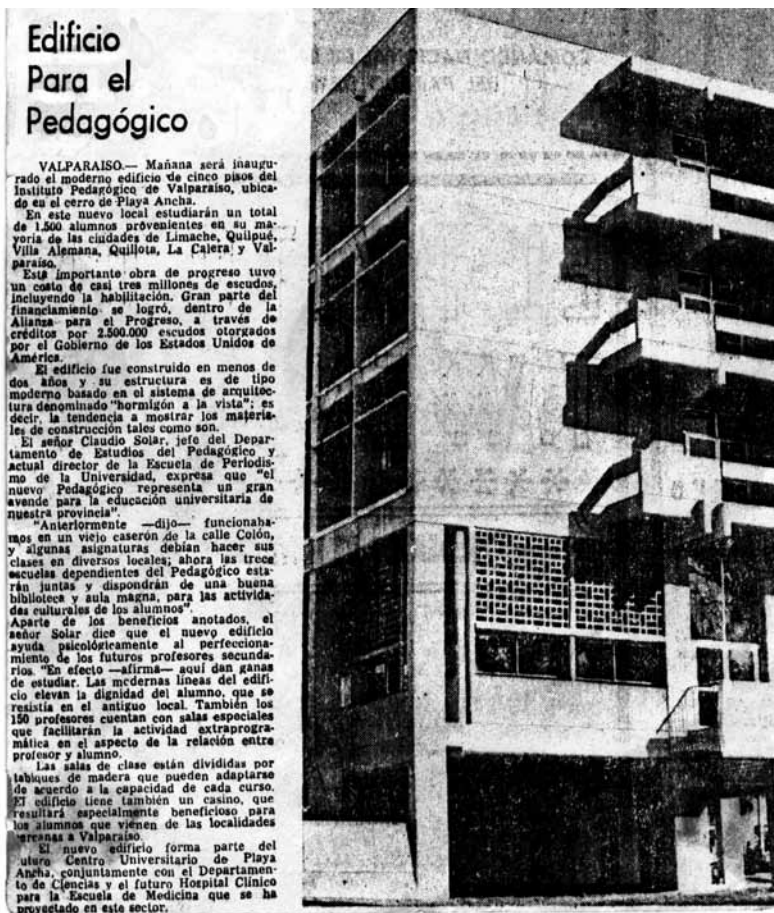 Edificio
Para el
Pedagógico
VALPARAISO.— Mañana será inaugu-
rado el moderno edificio de cinco pisos del
Instituto Pedagógico de Valparaíso, ubica-
do en el cerro de Playa Ancha.
En este nuevo local estudiarán un total
de 1.500 alumnos provenientes en su ma-
yoría de las ciudades de Limache, Quilpué,
Villa Alemana, Quillota, La Calera y Val-
paraíso.
Esta importante obra de progreso tuvo
un costo de casi tres millones de escudos,
incluyendo la habilitación. Gran parte del
financiamiento se logró, dentro de la
Alianza para el Progreso, a través de
créditos por 2.500.000 escudos otorgados
por el Gobierno de los Estados Unidos de
América.
El edificio fue construido en menos de
dos años y su estructura es de tipo
moderno basado en el sistema de arquitec-
tura denominado "hormigón a la vista"; es
decir, la tendencia a mostrar los materia-
les de construcción tales como son.
El señor Claudio Solar, jefe del Depar-
tamento de Estudios del Pedagógico y
actual director de la Escuela de Periodis-
mo de la Universidad, expresa que "el
nuevo Pedagógico representa un gran
avende para la educación universitaria de
nuestra provincia".
"Anteriormente —dijo— funcionaba-
mos en un viejo caserón de la calle Colón,
y algunas asignaturas debían hacer sus
clases en diversos locales; ahora las trece
escuelas dependientes del Pedagógico esta-
rán juntas y dispondrán de una buena
biblioteca y aula magna, para las activida-
des culturales de los alumnos".
Aparte de los beneficios anotados, el
señor Solar dice que el nuevo edificio
ayuda psicológicamente al perfecciona-
miento de los futuros profesores secunda-
rios. "En efecto —afirma— aquí dan ganas
de estudiar. Las modernas líneas del edifi-
cio elevan la dignidad del alumno, que se
resistía en el antiguo local. También los
150 profesores cuentan con salas especiales
que facilitarán la actividad extraprogra-
mática en el aspecto de la relación entre
profesor y alumno.
Las salas de clase están divididas por
tabiques de madera que pueden adaptarse
de acuerdo a la capacidad de cada curso.
El edificio tiene también un casino, que
resultará especialmente beneficioso para
los alumnos que vienen de las localidades
cercanas a Valparaíso.
El nuevo edificio forma parte del
futuro Centro Universitario de Playa
Ancha, conjuntamente con el Departamen-
to de Ciencias y el futuro Hospital Clínico
para la Escuela de Medicina que se ha
proyectado en este sector.